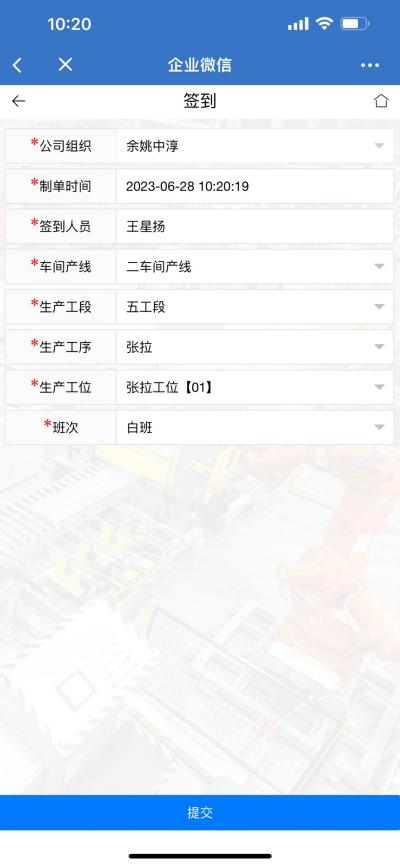 10:20
企业微信
签到
*公司组织 余姚中淳
*制单时间 2023-06-28 10:20:19
*签到人员 王星扬
*车间产线 二车间产线
*生产工段 五工段
*生产工序 张拉
*生产工位 张拉工位【01】
*班次 白班
提交